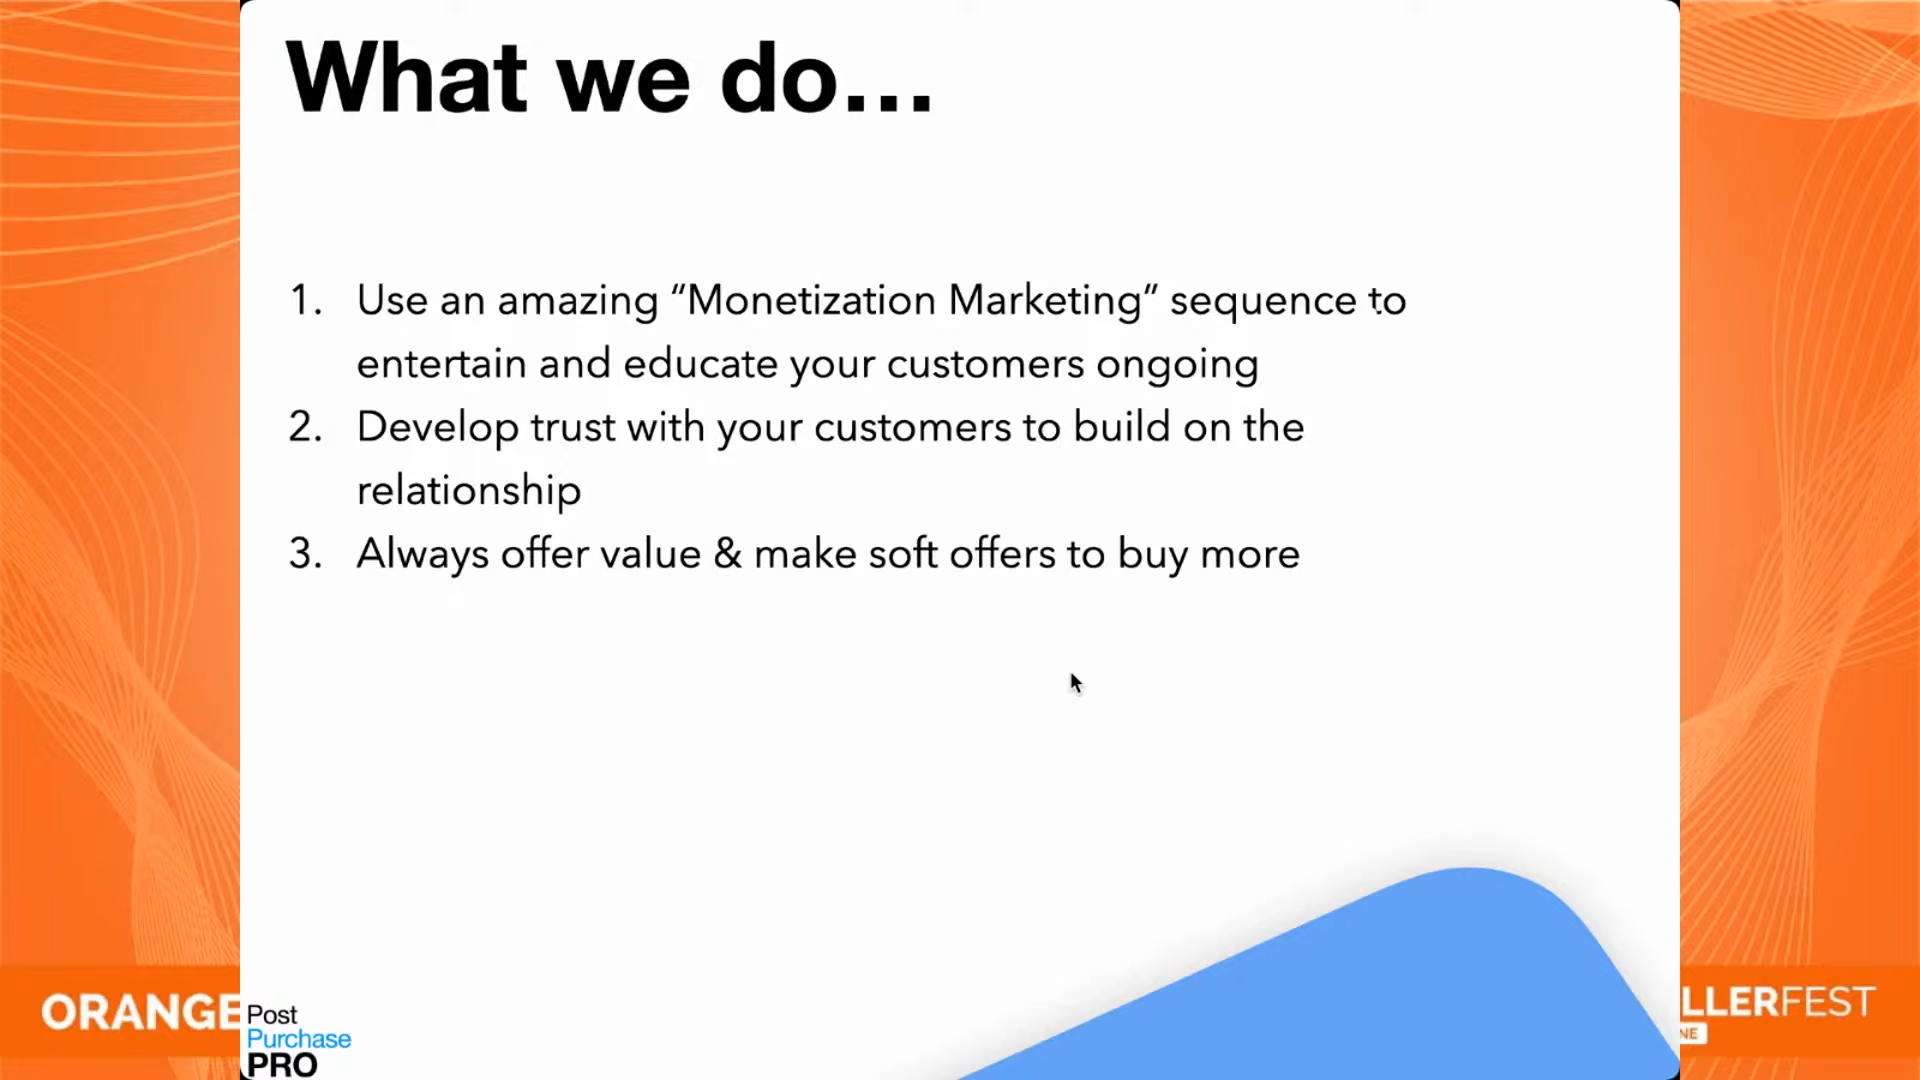 What we do...
1. Use an amazing “Monetization Marketing” sequence to
entertain and educate your customers ongoing
2. Develop trust with your customers to build on the
relationship
3. Always offer value & make soft offers to buy more
ORANGE
Post
Purchase
PRO
LLERFEST
NE